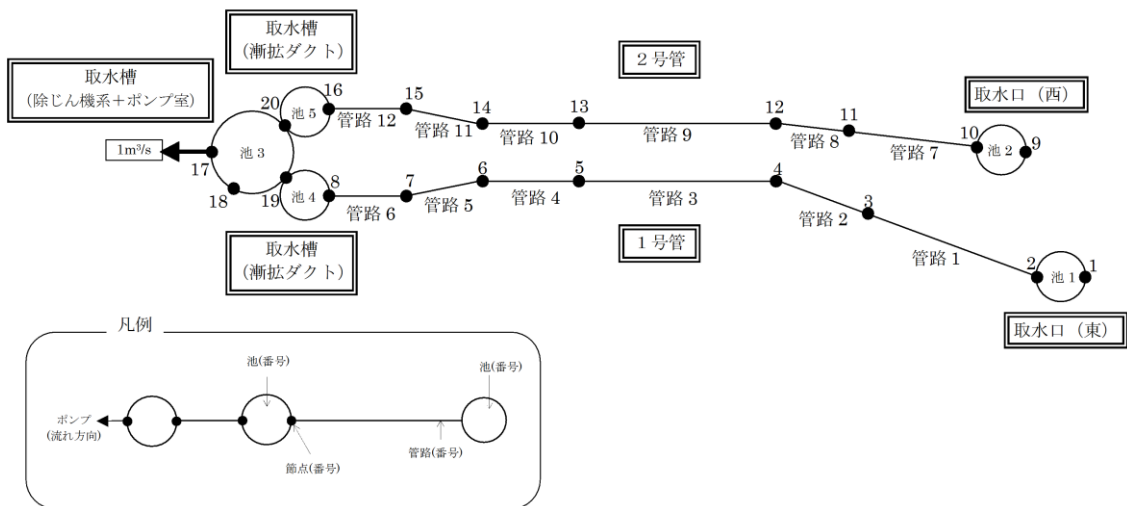 取水槽
(漸拡ダクト)
2号管
取水槽
(除じん機系+ポンプ室)
取水口(西)
16
15
14
13
12
11
10
9
20
池5
管路12
管路11
管路10
管路9
管路8
管路7
池2
1m³/s
17
池3
18
19
池4
8
7
6
5
4
3
2
1
管路6
管路5
管路4
管路3
管路2
管路1
池1
取水槽
(漸拡ダクト)
1号管
取水口(東)
凡例
池(番号)
池(番号)
ポンプ
(流れ方向)
節点(番号)
管路(番号)